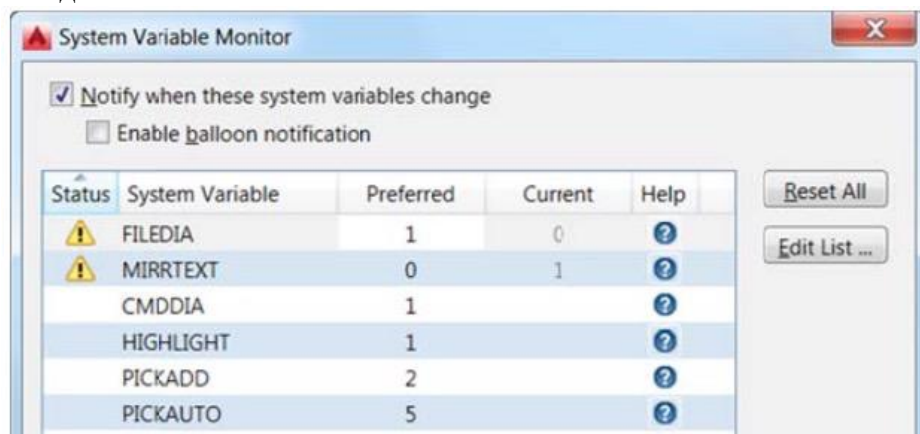 System Variable Monitor
Notify when these system variables change
Enable balloon notification
Status System Variable Preferred Current Help
Reset All
FILEDIA 1 0
Edit List ...
MIRRTEXT 0 1
CMDDIA 1
HIGHLIGHT 1
PICKADD 2
PICKAUTO 5